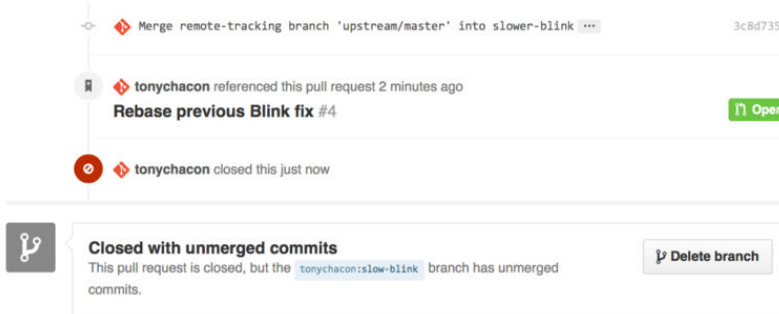 Merge remote-tracking branch 'upstream/master' into slower-blink ...
3c8d735
tonychacon referenced this pull request 2 minutes ago
Rebase previous Blink fix #4
Open
tonychacon closed this just now
Closed with unmerged commits
This pull request is closed, but the tonychacon:slow-blink branch has unmerged
commits.
Delete branch